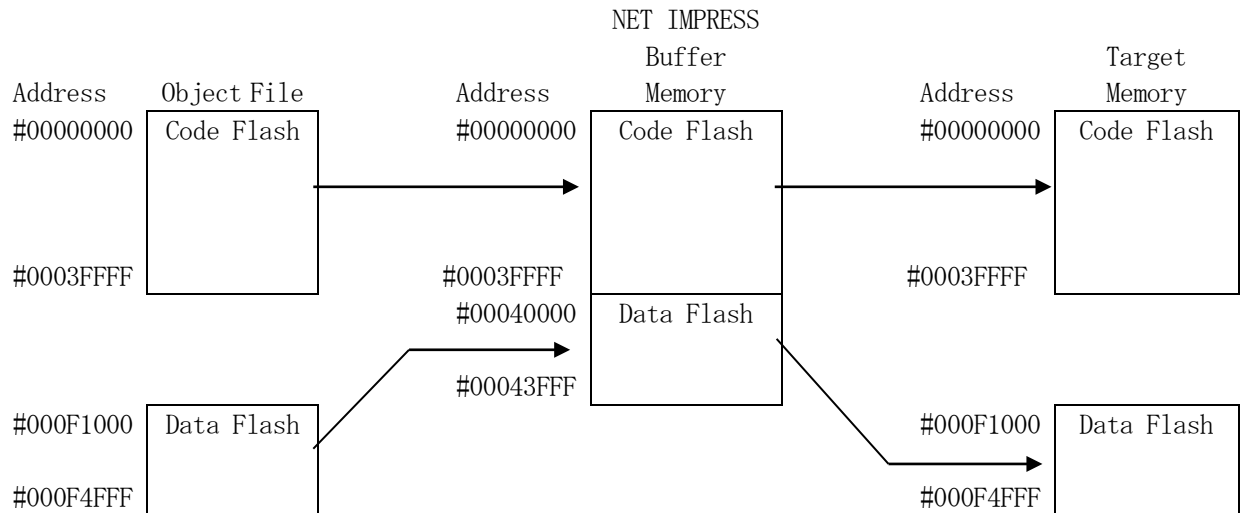 NET IMPRESS
Buffer Target
Address Object File Address Memory Address Memory
#00000000 Code Flash #00000000 Code Flash #00000000 Code Flash
#0003FFFF #0003FFFF #0003FFFF
#00040000 Data Flash
#00043FFF
#000F1000 Data Flash #000F1000 Data Flash
#000F4FFF #000F4FFF